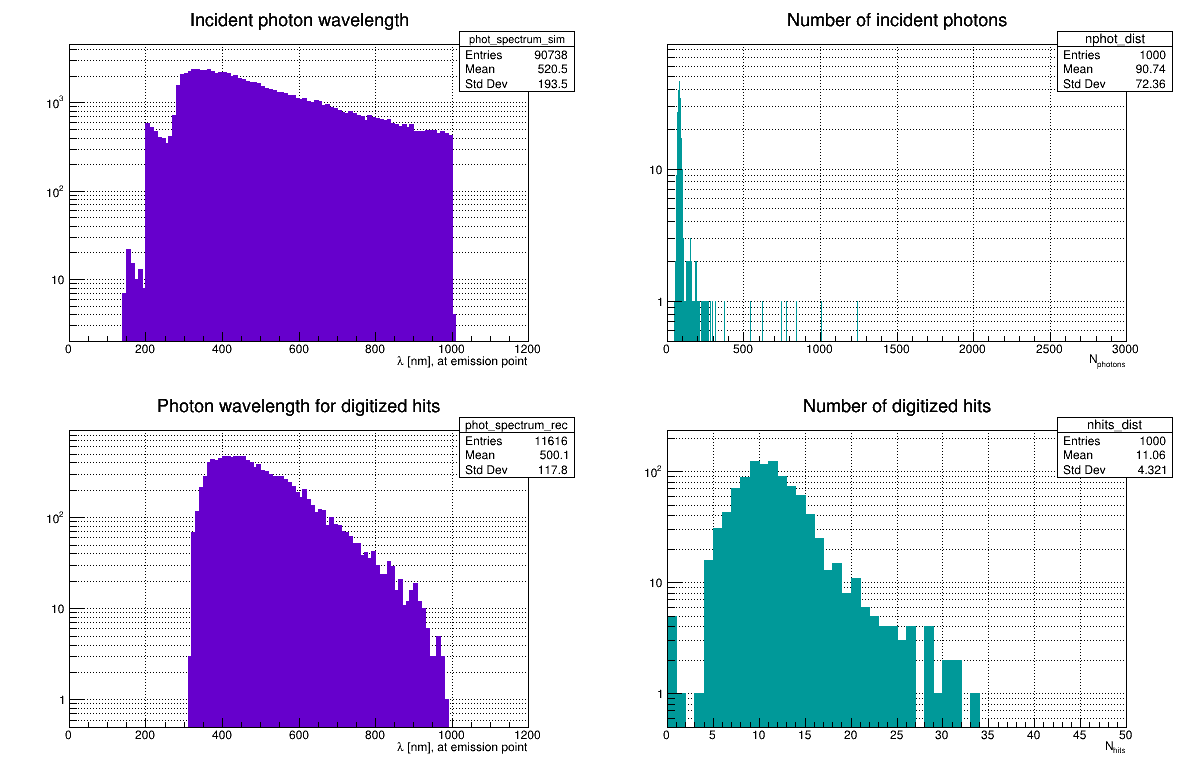 Incident photon wavelength
phot_spectrum_sim
Entries 90738
Mean 520.5
Std Dev 193.5
10³
10²
10
0 200 400 600 800 1000 1200
λ [nm], at emission point
Number of incident photons
nphot_dist
Entries 1000
Mean 90.74
Std Dev 72.36
10
1
0 500 1000 1500 2000 2500 3000
N_photons
Photon wavelength for digitized hits
phot_spectrum_rec
Entries 11616
Mean 500.1
Std Dev 117.8
10²
10
1
0 200 400 600 800 1000 1200
λ [nm], at emission point
Number of digitized hits
nhits_dist
Entries 1000
Mean 11.06
Std Dev 4.321
10²
10
1
0 5 10 15 20 25 30 35 40 45 50
N_hits